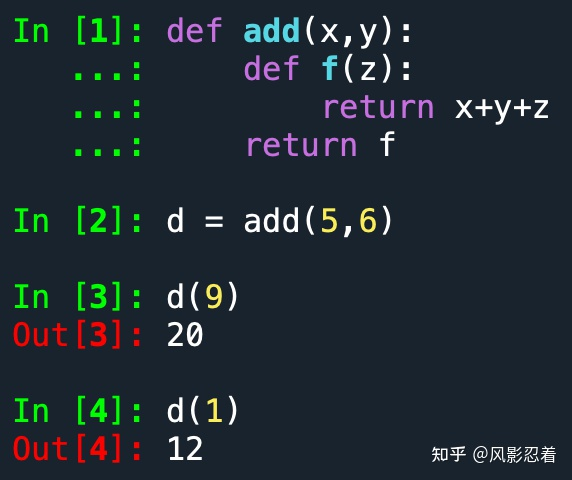 In [1]: def add(x,y):
   ...:     def f(z):
   ...:         return x+y+z
   ...:     return f
In [2]: d = add(5,6)
In [3]: d(9)
Out[3]: 20
In [4]: d(1)
Out[4]: 12
知乎 @风影忍着